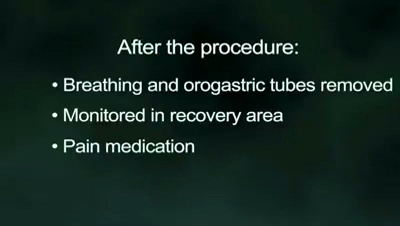 After the procedure:
• Breathing and orogastric tubes removed
• Monitored in recovery area
• Pain medication